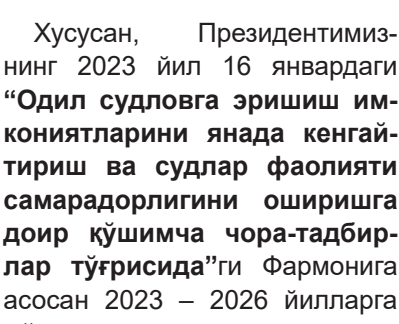 Хусусан, Президентимиз-
нинг 2023 йил 16 январдаги
“Одил судловга эришиш им-
кониятларини янада кенгай-
тириш ва судлар фаолияти
самарадорлигини оширишга
доир қўшимча чора-тадбир-
лар тўғрисида”ги Фармонига
асосан 2023 – 2026 йилларга